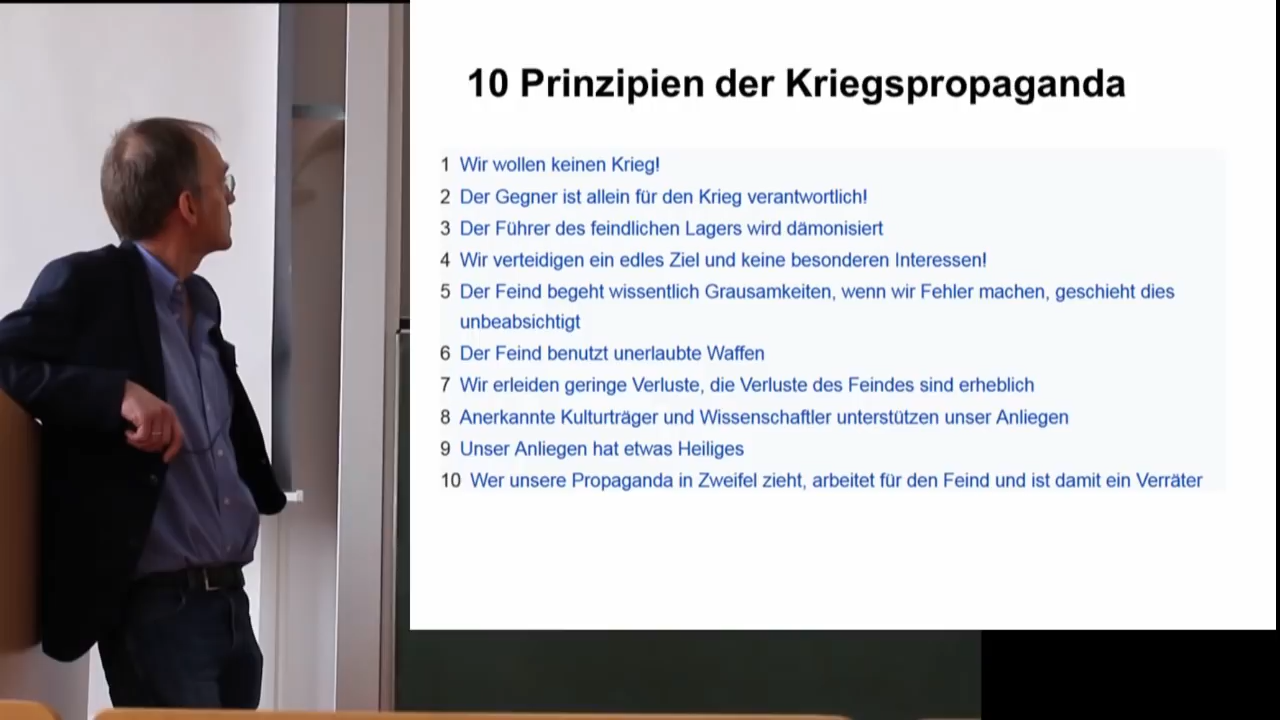 10 Prinzipien der Kriegspropaganda
1 Wir wollen keinen Krieg!
2 Der Gegner ist allein für den Krieg verantwortlich!
3 Der Führer des feindlichen Lagers wird dämonisiert
4 Wir verteidigen ein edles Ziel und keine besonderen Interessen!
5 Der Feind begeht wissentlich Grausamkeiten, wenn wir Fehler machen, geschieht dies
unbeabsichtigt
6 Der Feind benutzt unerlaubte Waffen
7 Wir erleiden geringe Verluste, die Verluste des Feindes sind erheblich
8 Anerkannte Kulturträger und Wissenschaftler unterstützen unser Anliegen
9 Unser Anliegen hat etwas Heiliges
10 Wer unsere Propaganda in Zweifel zieht, arbeitet für den Feind und ist damit ein Verräter